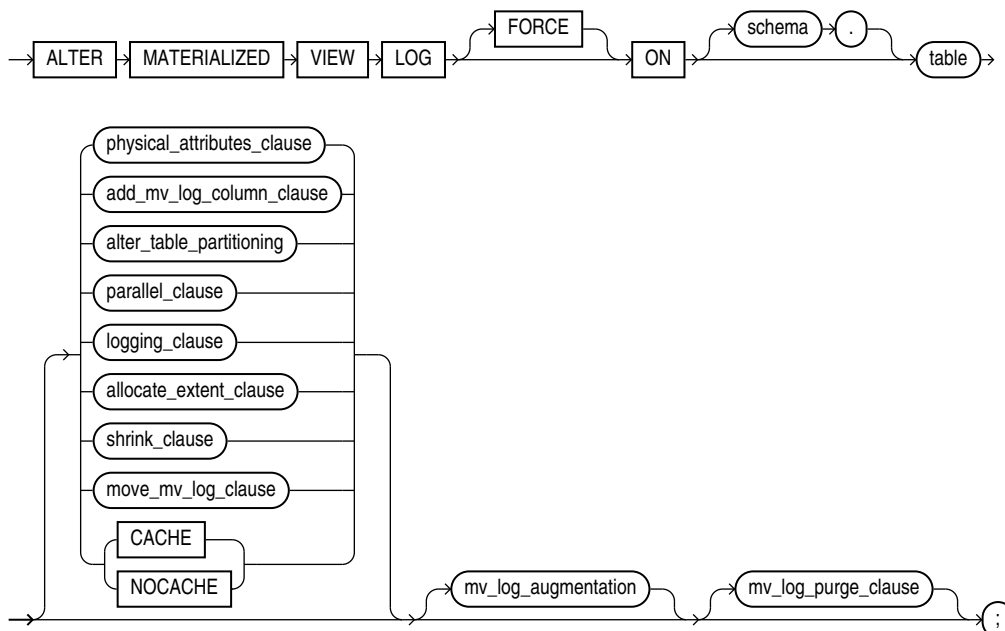 FORCE schema .
ALTER MATERIALIZED VIEW LOG ON table
physical_attributes_clause
add_mv_log_column_clause
alter_table_partitioning
parallel_clause
logging_clause
allocate_extent_clause
shrink_clause
move_mv_log_clause
CACHE
NOCACHE
mv_log_augmentation mv_log_purge_clause
;